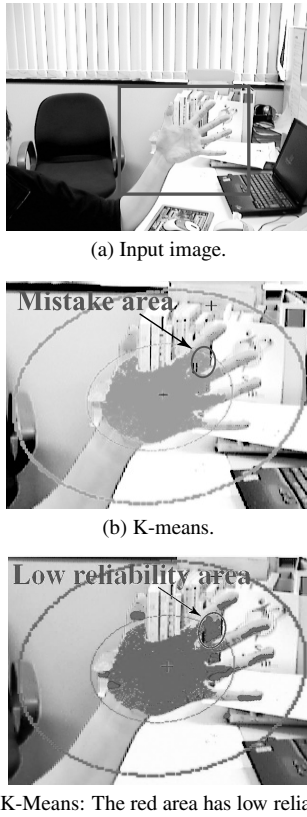 (a) Input image.
Mistake area
(b) K-means.
Low reliability area
K-Means: The red area has low relia